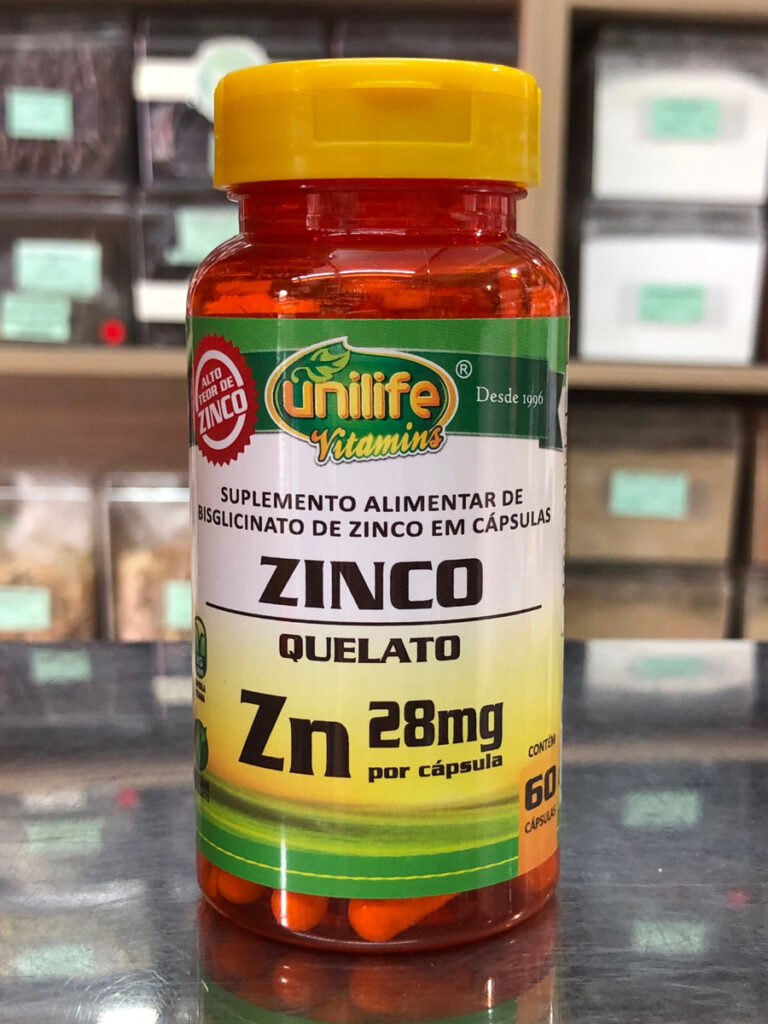 ALTO
TEOR DE
ZINCO
unilife ®
Vitamins
Desde 1996
SUPLEMENTO ALIMENTAR DE
BISGLICINATO DE ZINCO EM CÁPSULAS
ZINCO
QUELATO
Zn 28mg
por cápsula
CONTÉM
60
CÁPSULAS